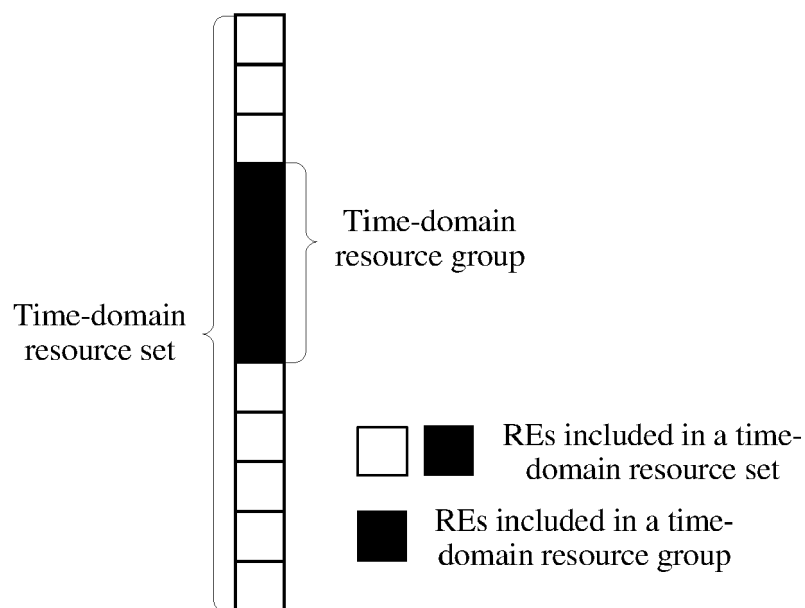 Time-domain
resource group
Time-domain
resource set
REs included in a time-
domain resource set
REs included in a time-
domain resource group